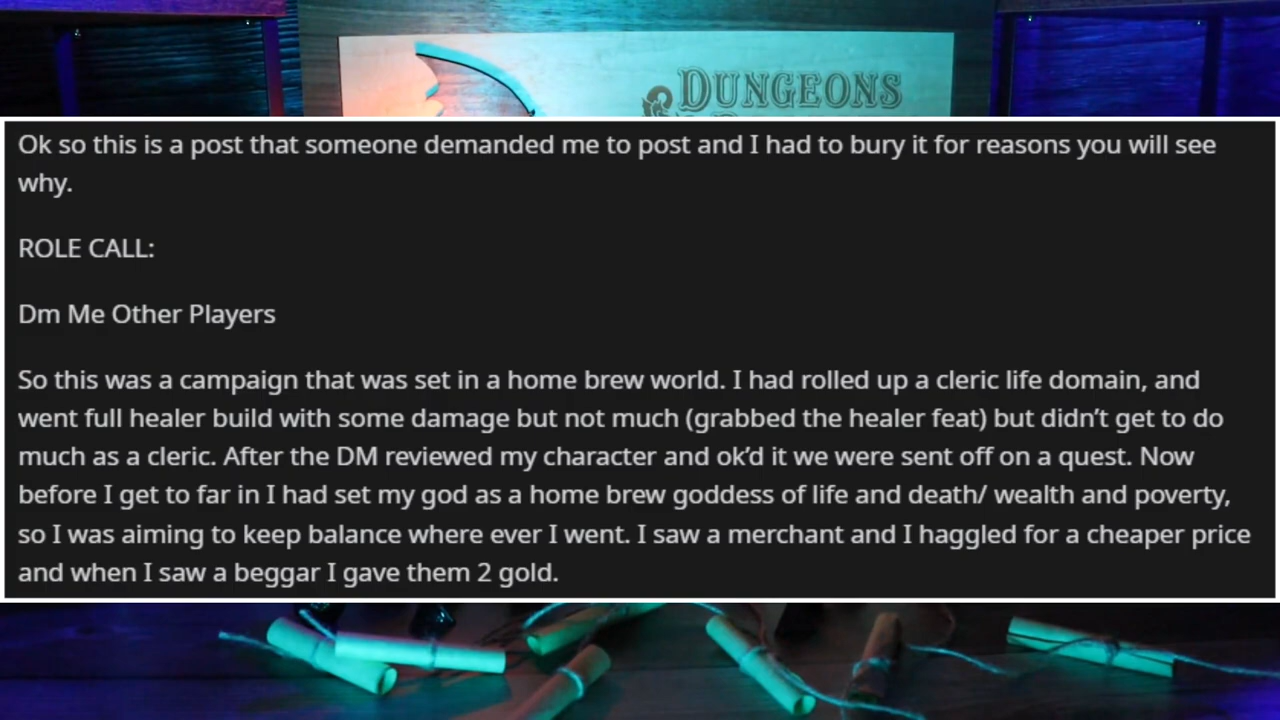 DUNGEONS
Ok so this is a post that someone demanded me to post and I had to bury it for reasons you will see
why.
ROLE CALL:
Dm Me Other Players
So this was a campaign that was set in a home brew world. I had rolled up a cleric life domain, and
went full healer build with some damage but not much (grabbed the healer feat) but didn’t get to do
much as a cleric. After the DM reviewed my character and ok’d it we were sent off on a quest. Now
before I get to far in I had set my god as a home brew goddess of life and death/ wealth and poverty,
so I was aiming to keep balance where ever I went. I saw a merchant and I haggled for a cheaper price
and when I saw a beggar I gave them 2 gold.